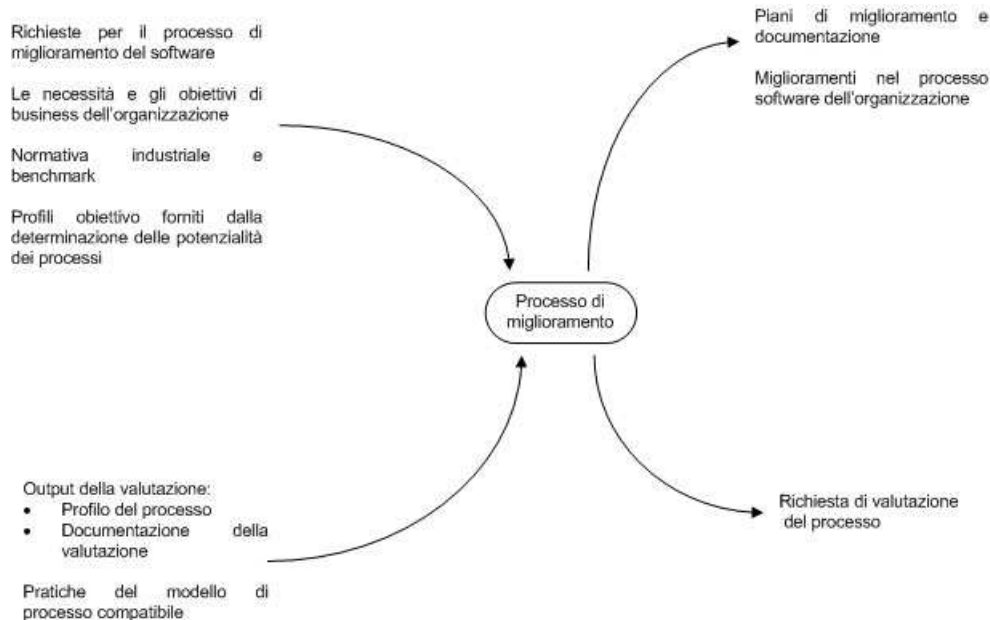 Richieste per il processo di
miglioramento del software
Le necessità e gli obiettivi di
business dell'organizzazione
Normativa industriale e
benchmark
Profili obiettivo forniti dalla
determinazione delle potenzialità
dei processi
Piani di miglioramento e
documentazione
Miglioramenti nel processo
software dell'organizzazione
Processo di
miglioramento
Output della valutazione:
• Profilo del processo
• Documentazione della
valutazione
Pratiche del modello di
processo compatibile
Richiesta di valutazione
del processo